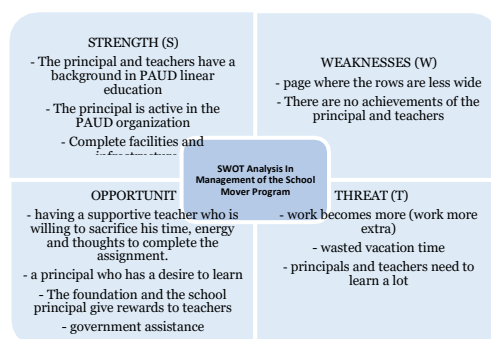 STRENGTH (S)
- The principal and teachers have a
background in PAUD linear
education
- The principal is active in the
PAUD organization
- Complete facilities and
WEAKNESSES (W)
- page where the rows are less wide
- There are no achievements of the
principal and teachers
SWOT Analysis In
Management of the School
Mover Program
OPPORTUNIT
- having a supportive teacher who is
willing to sacrifice his time, energy
and thoughts to complete the
assignment.
- a principal who has a desire to learn
- The foundation and the school
principal give rewards to teachers
- government assistance
THREAT (T)
- work becomes more (work more
extra)
- wasted vacation time
- principals and teachers need to
learn a lot